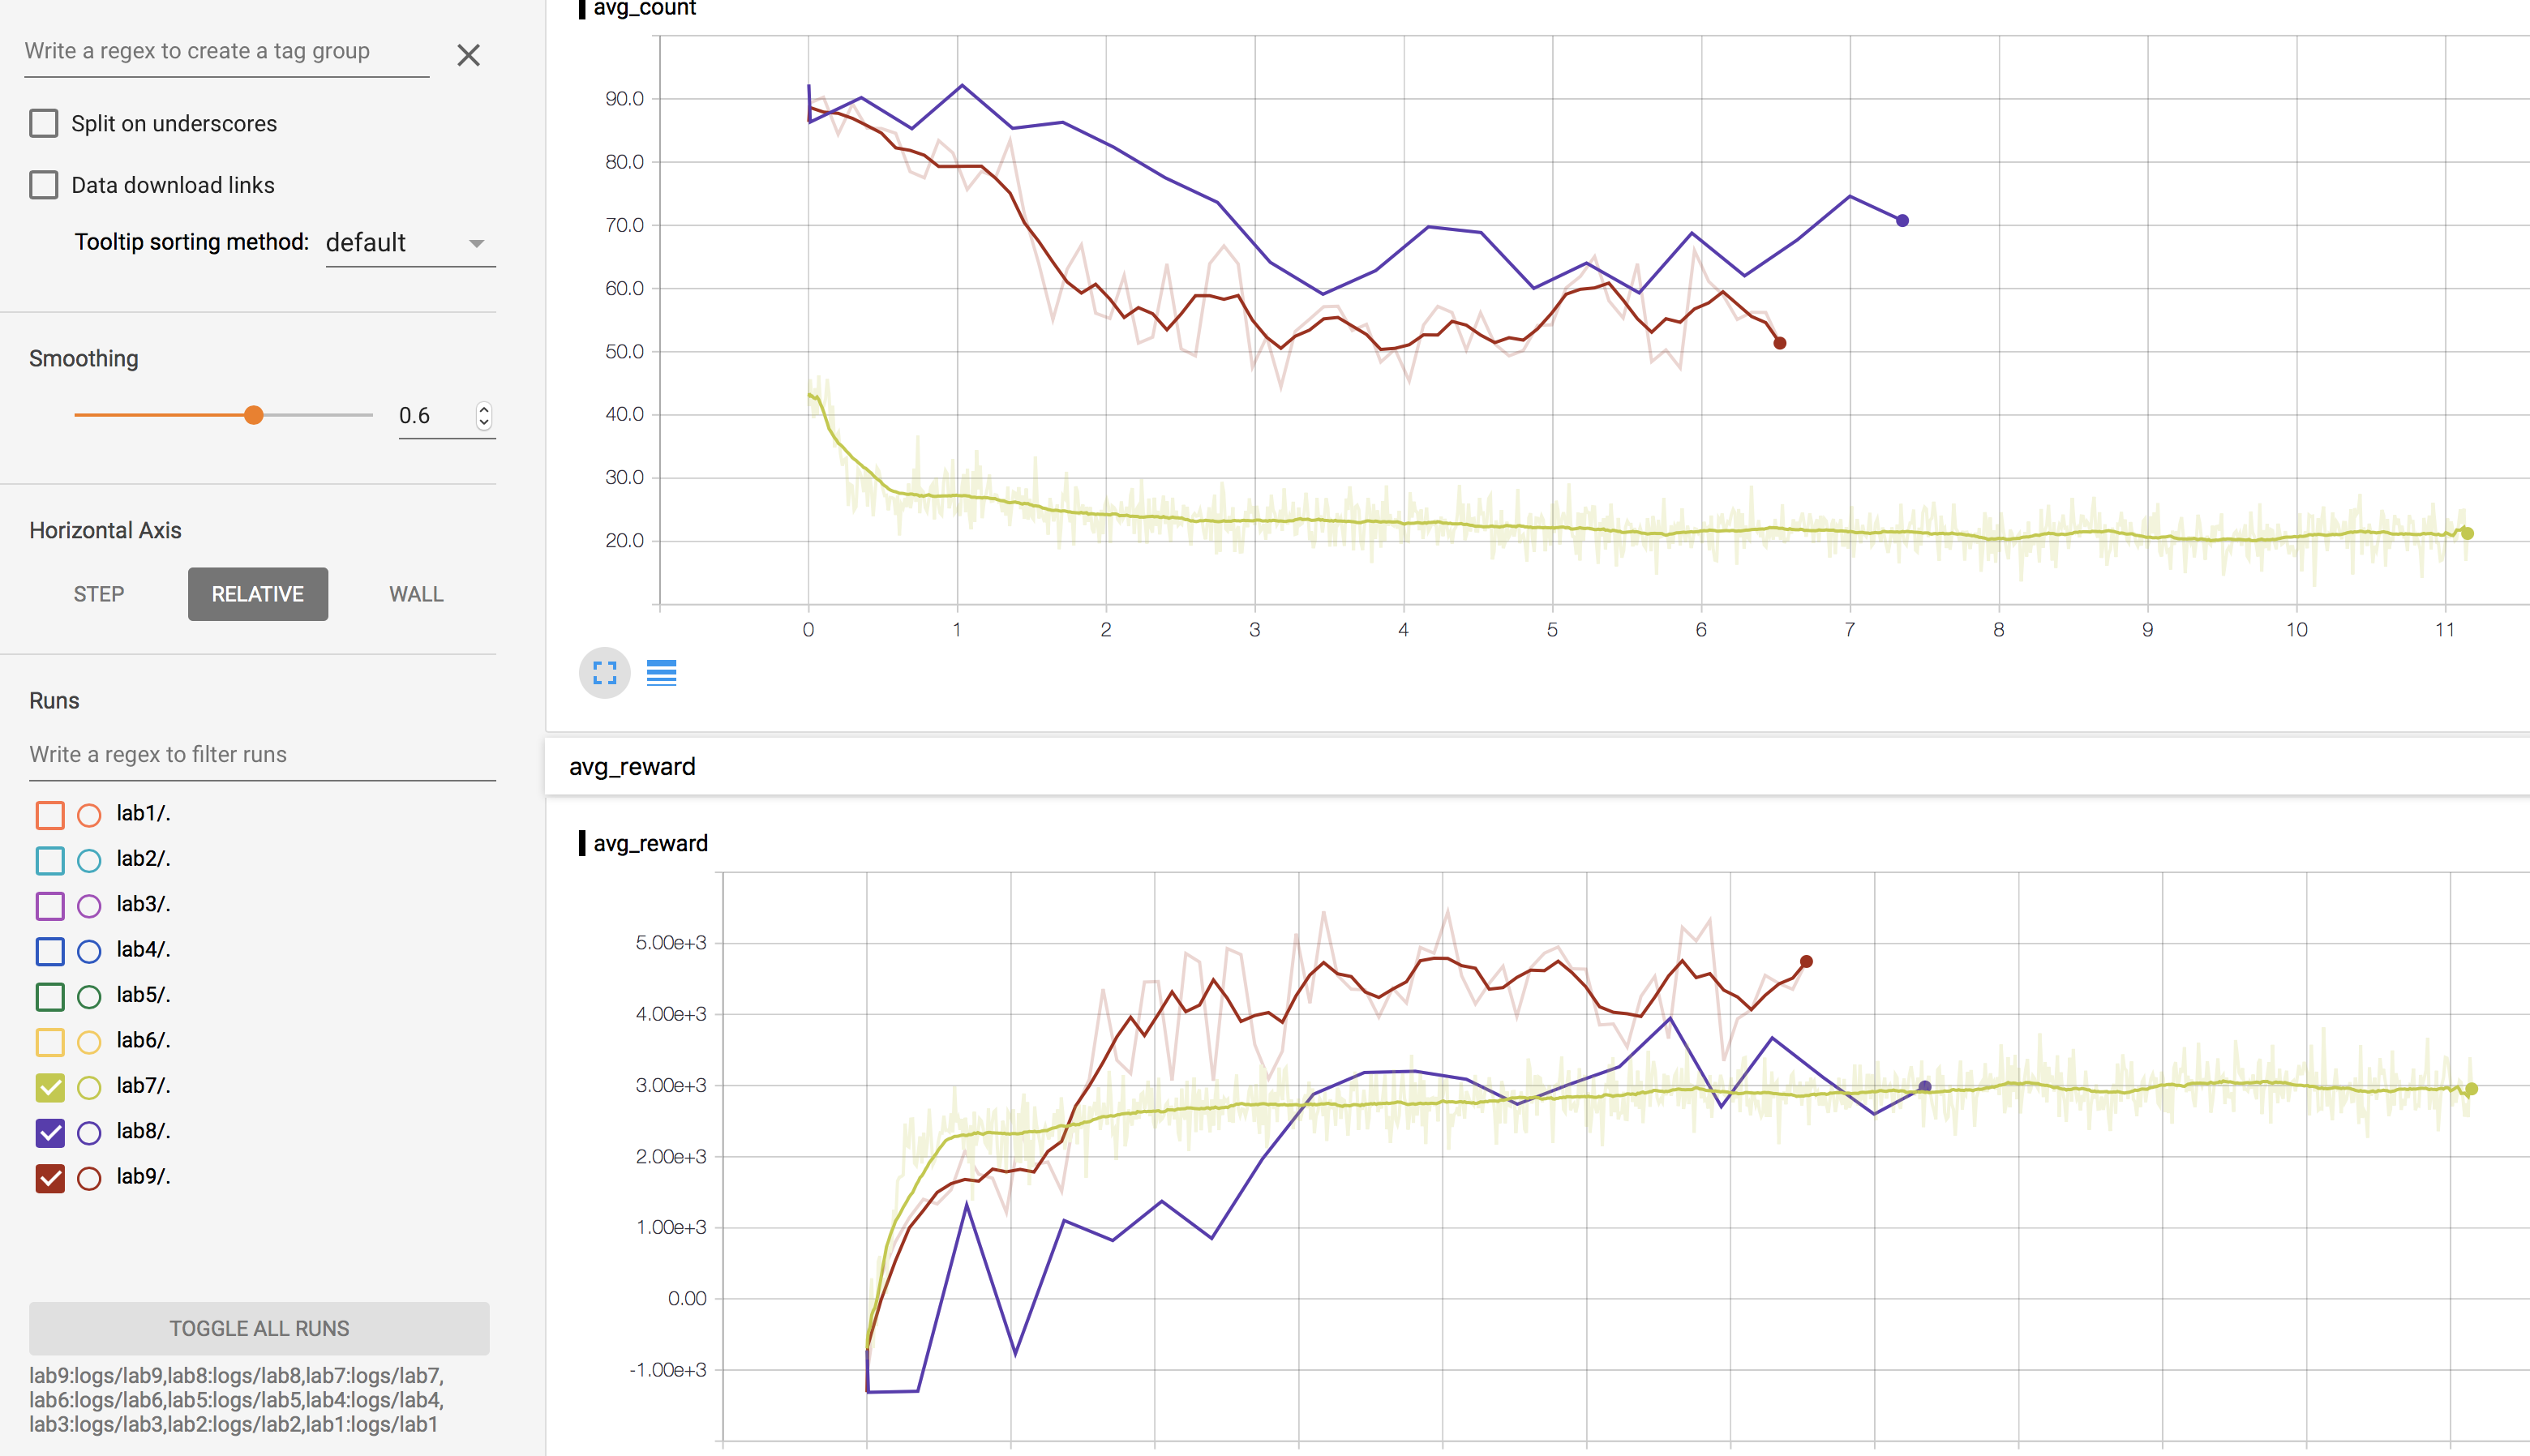 Write a regex to create a tag group
Split on underscores
Data download links
Tooltip sorting method: default
Smoothing
0.6
Horizontal Axis
STEP RELATIVE WALL
Runs
Write a regex to filter runs
lab1/.
lab2/.
lab3/.
lab4/.
lab5/.
lab6/.
lab7/.
lab8/.
lab9/.
TOGGLE ALL RUNS
lab9:logs/lab9,lab8:logs/lab8,lab7:logs/lab7,
lab6:logs/lab6,lab5:logs/lab5,lab4:logs/lab4,
lab3:logs/lab3,lab2:logs/lab2,lab1:logs/lab1
avg_count
90.0
80.0
70.0
60.0
50.0
40.0
30.0
20.0
0 1 2 3 4 5 6 7 8 9 10 11
avg_reward
avg_reward
5.00e+3
4.00e+3
3.00e+3
2.00e+3
1.00e+3
0.00
-1.00e+3